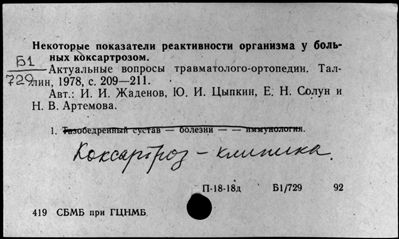 Некоторые показатели реактивности организма у боль-
ных коксартрозом.
Б1
729
Актуальные вопросы травматолого-ортопедии. Тал-
лин, 1978, с. 209—211.
Авт.: И. И. Жаденов, Ю. И. Цыпкин, Е. Н. Солун и
Н. В. Артемова.
1. Тазобедренный сустав — болезни — — иммунология.
Коксартроз – клиника.
П-18-18д Б1/729 92
419 СБМБ при ГЦНМБ